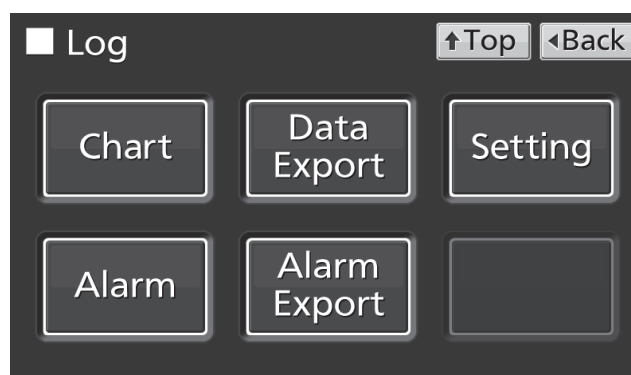 Log
↑Top
◂Back
Chart
Data
Export
Setting
Alarm
Alarm
Export